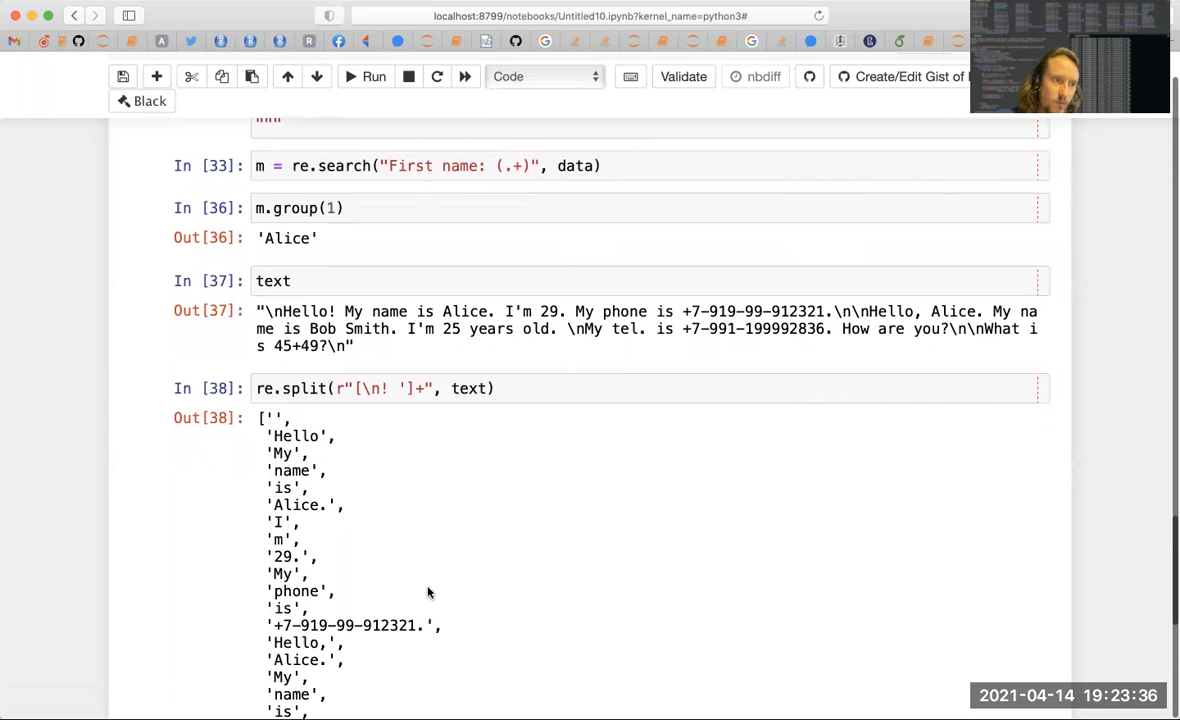 localhost:8799/notebooks/Untitled10.ipynb?kernel_name=python3#
Run
Code
Validate
nbdiff
Create/Edit Gist of
Black
"""
In [33]: m = re.search("First name: (.+)", data)
In [36]: m.group(1)
Out[36]: 'Alice'
In [37]: text
Out[37]: "\nHello! My name is Alice. I'm 29. My phone is +7-919-99-912321.\n\nHello, Alice. My na
me is Bob Smith. I'm 25 years old. \nMy tel. is +7-991-199992836. How are you?\n\nWhat i
s 45+49?\n"
In [38]: re.split(r"[\n! ']+", text)
Out[38]: ['',
'Hello',
'My',
'name',
'is',
'Alice.',
'I',
'm',
'29.',
'My',
'phone',
'is',
'+7-919-99-912321.',
'Hello,',
'Alice.',
'My',
'name',
'is',
2021-04-14 19:23:36